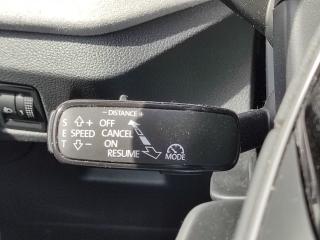 - DISTANCE +
S ⇧+ OFF
E SPEED CANCEL
T ⇩- ON
RESUME
MODE